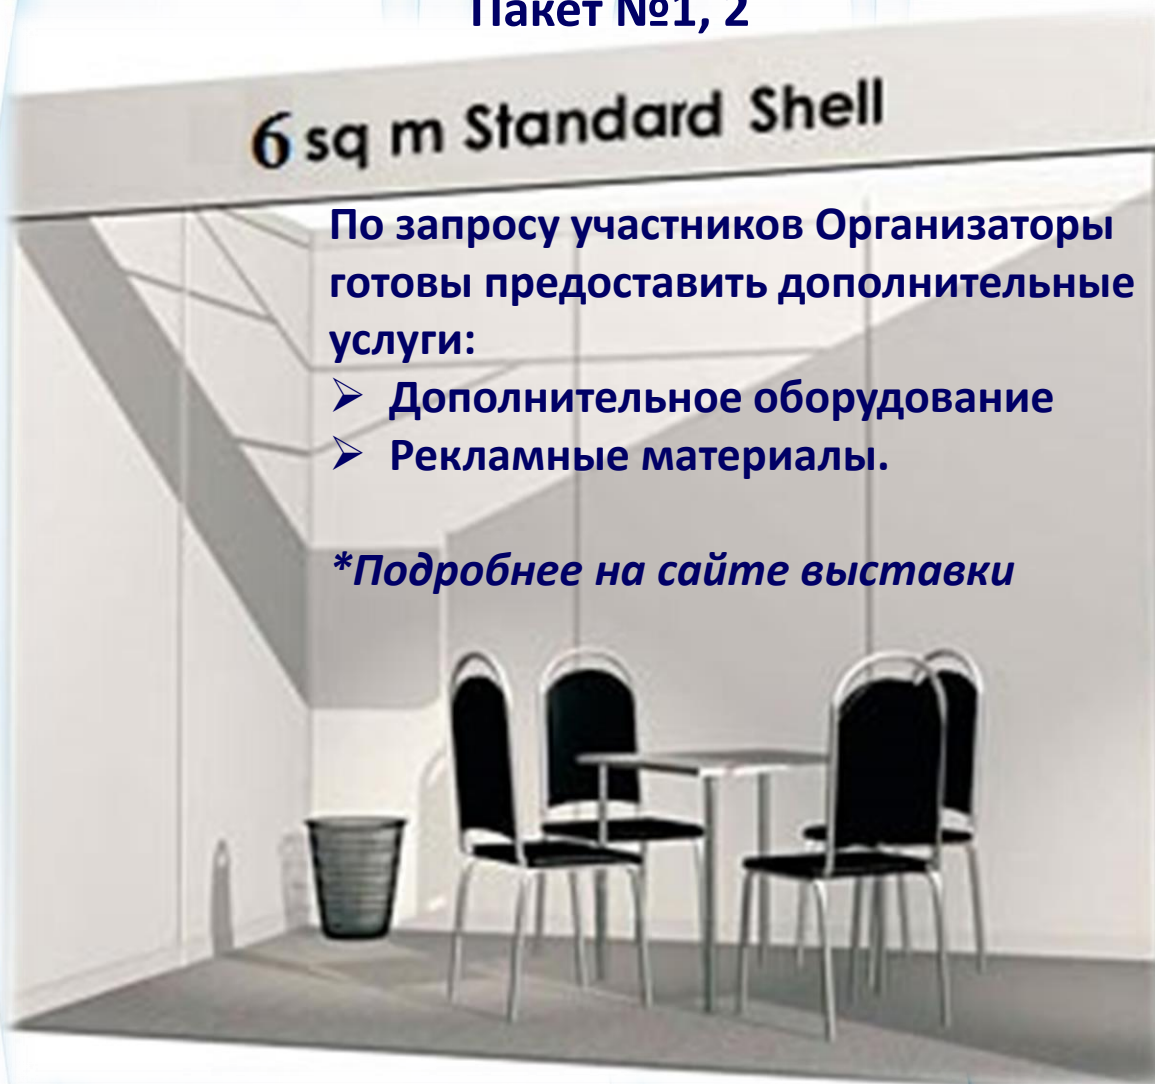 Пакет №1, 2
6 sq m Standard Shell
По запросу участников Организаторы
готовы предоставить дополнительные
услуги:
➢ Дополнительное оборудование
➢ Рекламные материалы.
*Подробнее на сайте выставки